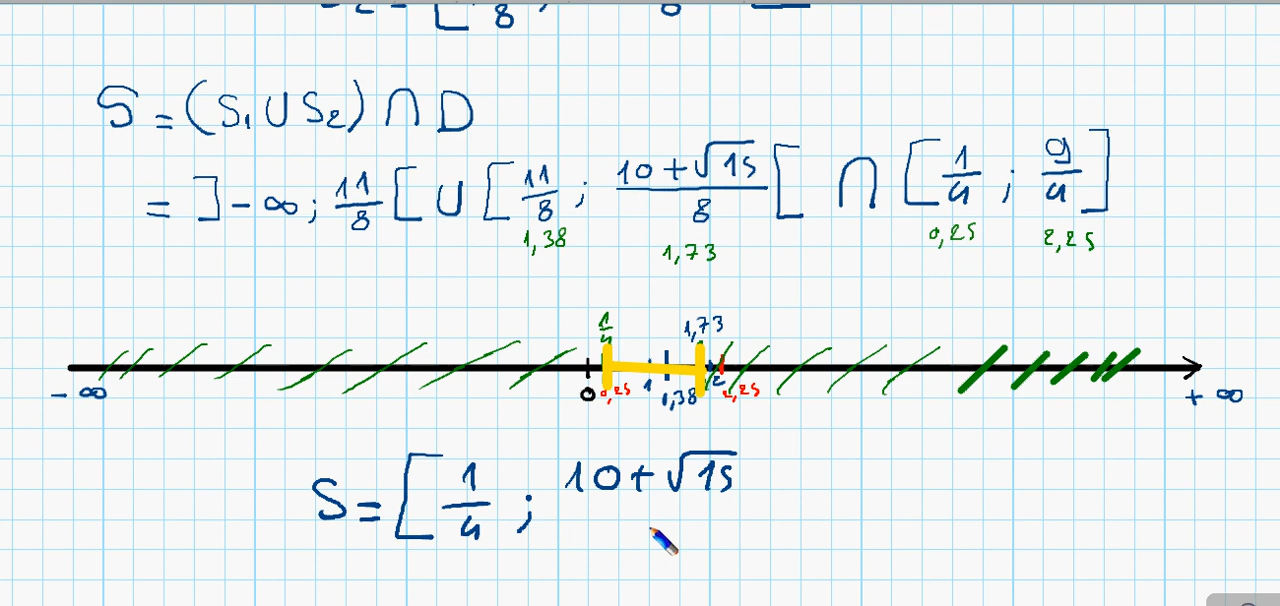 S = (S₁ ∪ S₂) ∩ D
= ]-∞; 11/8[ ∪ [11/8; (10+√15)/8[ ∩ [1/4; 9/4]
1,38 1,73 0,25 2,25
1/4 1,73
-∞ 0 0,25 1 1,38 2 2,25 +∞
S = [1/4; 10+√15